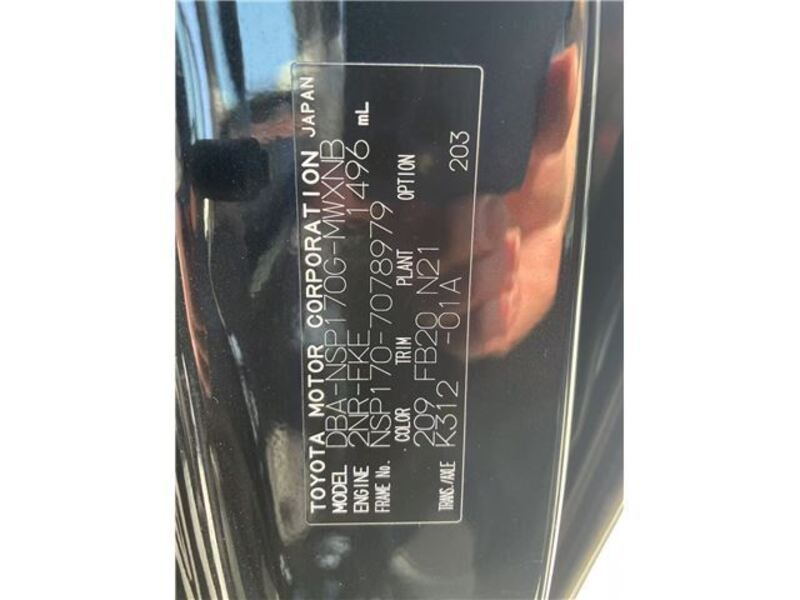 TOYOTA MOTOR CORPORATION JAPAN
MODEL DBA-NSP170G-MWXNB
ENGINE 2NR-FKE 1496 mL
FRAME No. NSP170-7078979
COLOR TRIM PLANT OPTION
209 FB20 N21 203
TRANS./AXLE K312 -01A